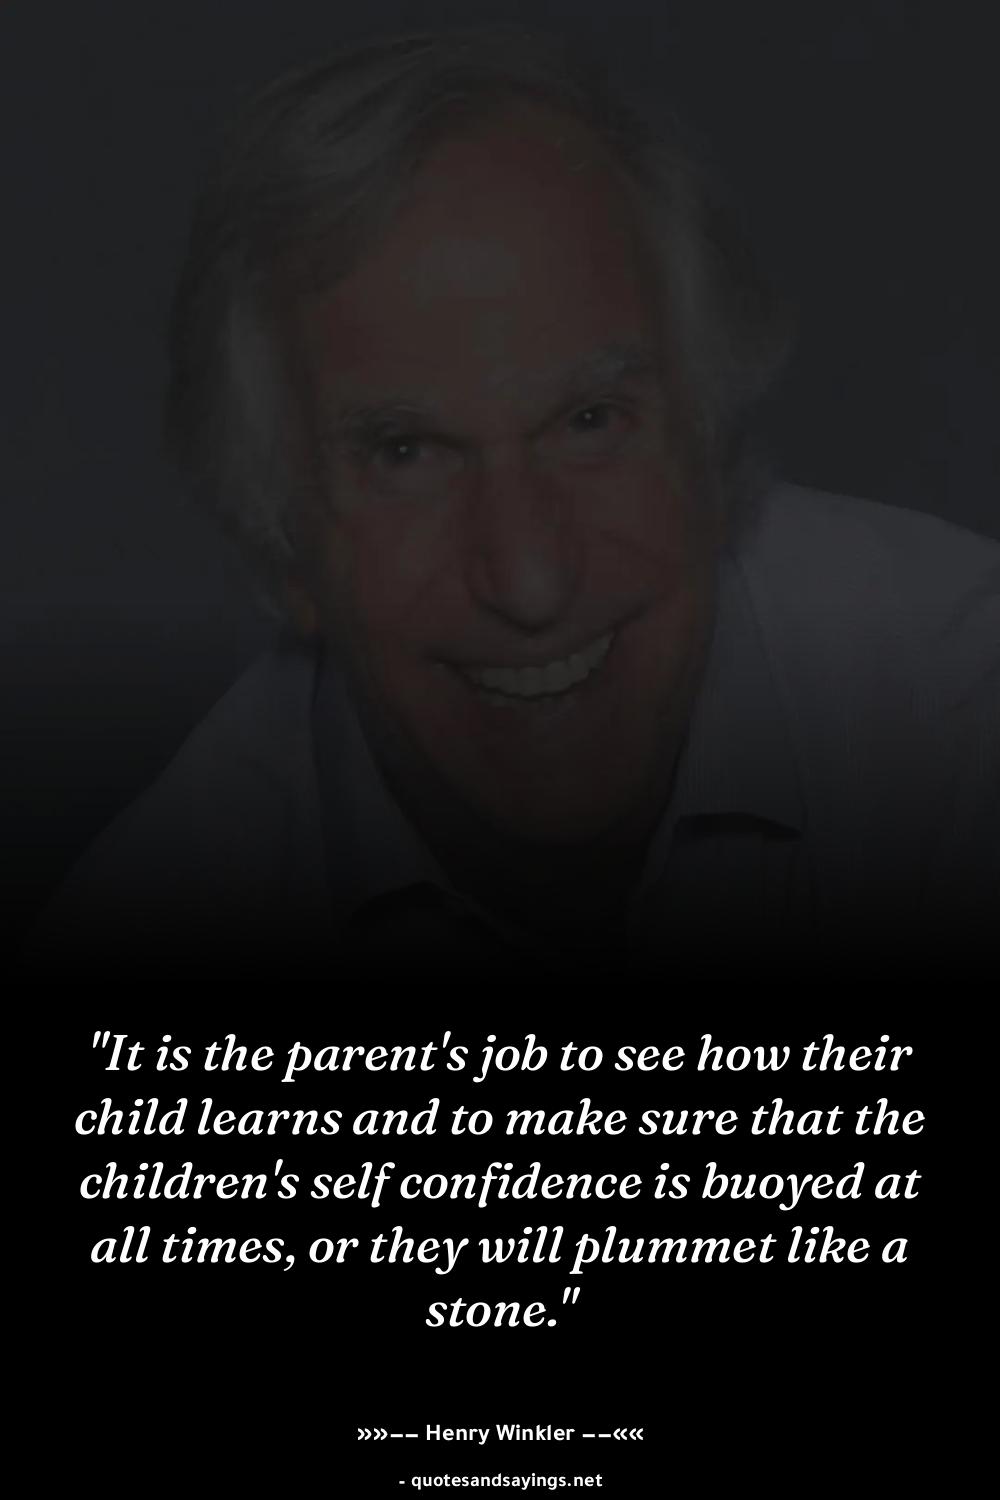 "It is the parent's job to see how their
child learns and to make sure that the
children's self confidence is buoyed at
all times, or they will plummet like a
stone."
»»–– Henry Winkler ––««
- quotesandsayings.net